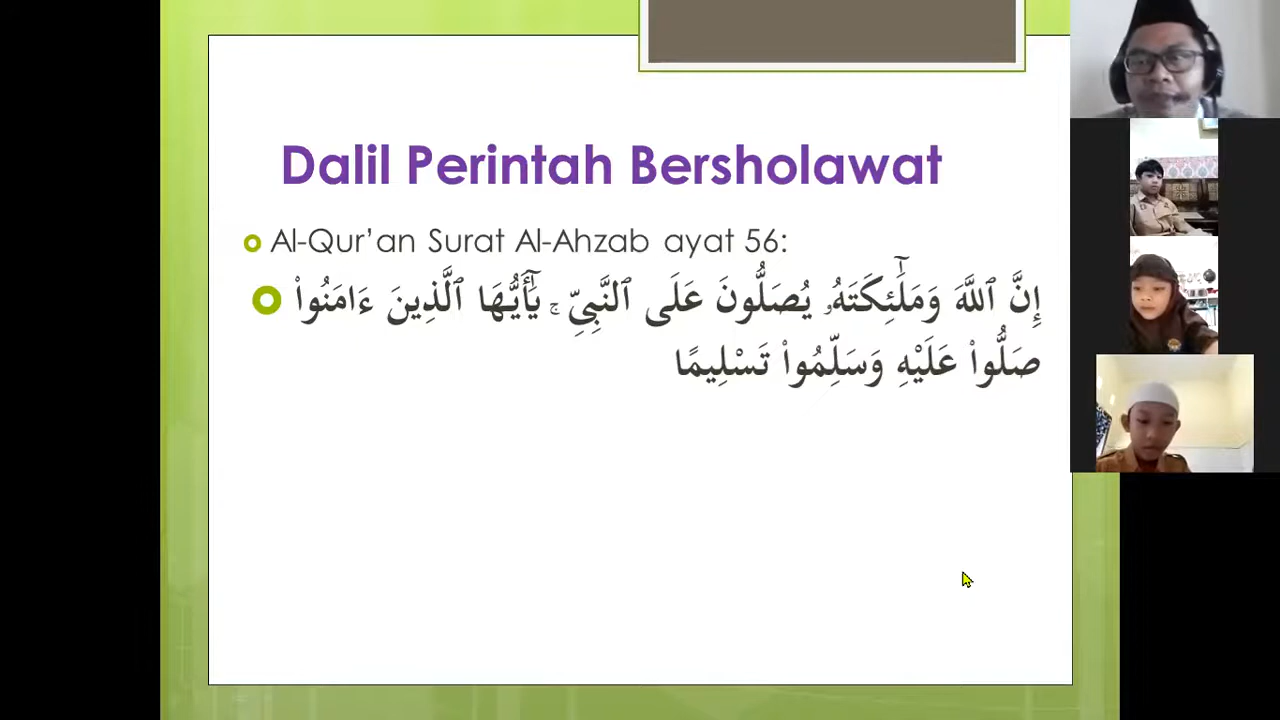 Dalil Perintah Bersholawat
Al-Qur’an Surat Al-Ahzab ayat 56:
إِنَّ ٱللَّهَ وَمَلَٰٓئِكَتَهُۥ يُصَلُّونَ عَلَى ٱلنَّبِىِّ ۚ يَٰٓأَيُّهَا ٱلَّذِينَ ءَامَنُوا۟
صَلُّوا۟ عَلَيْهِ وَسَلِّمُوا۟ تَسْلِيمًا